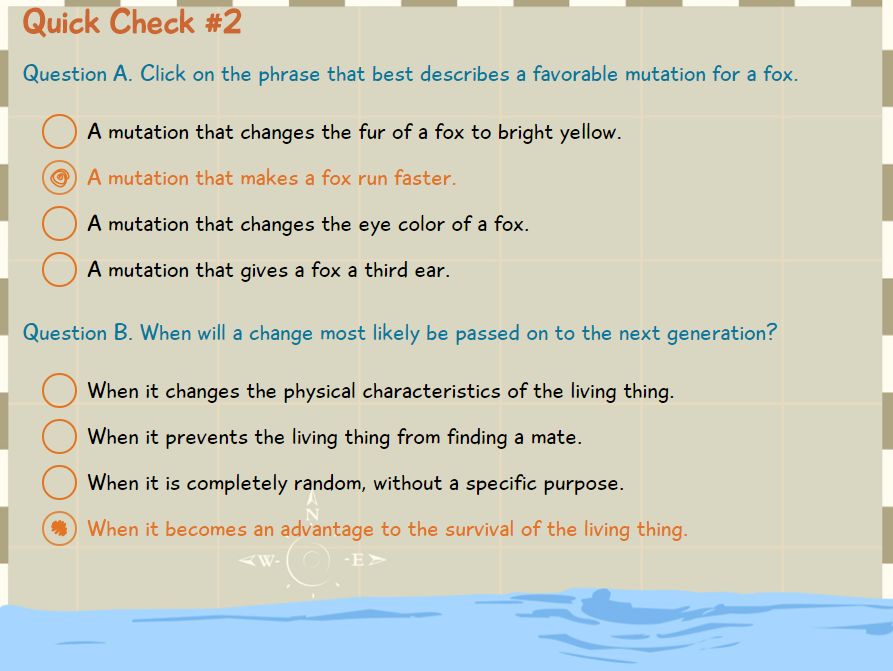 Quick Check #2
Question A. Click on the phrase that best describes a favorable mutation for a fox.
A mutation that changes the fur of a fox to bright yellow.
A mutation that makes a fox run faster.
A mutation that changes the eye color of a fox.
A mutation that gives a fox a third ear.
Question B. When will a change most likely be passed on to the next generation?
When it changes the physical characteristics of the living thing.
When it prevents the living thing from finding a mate.
When it is completely random, without a specific purpose.
N
When it becomes an advantage to the survival of the living thing.
W E